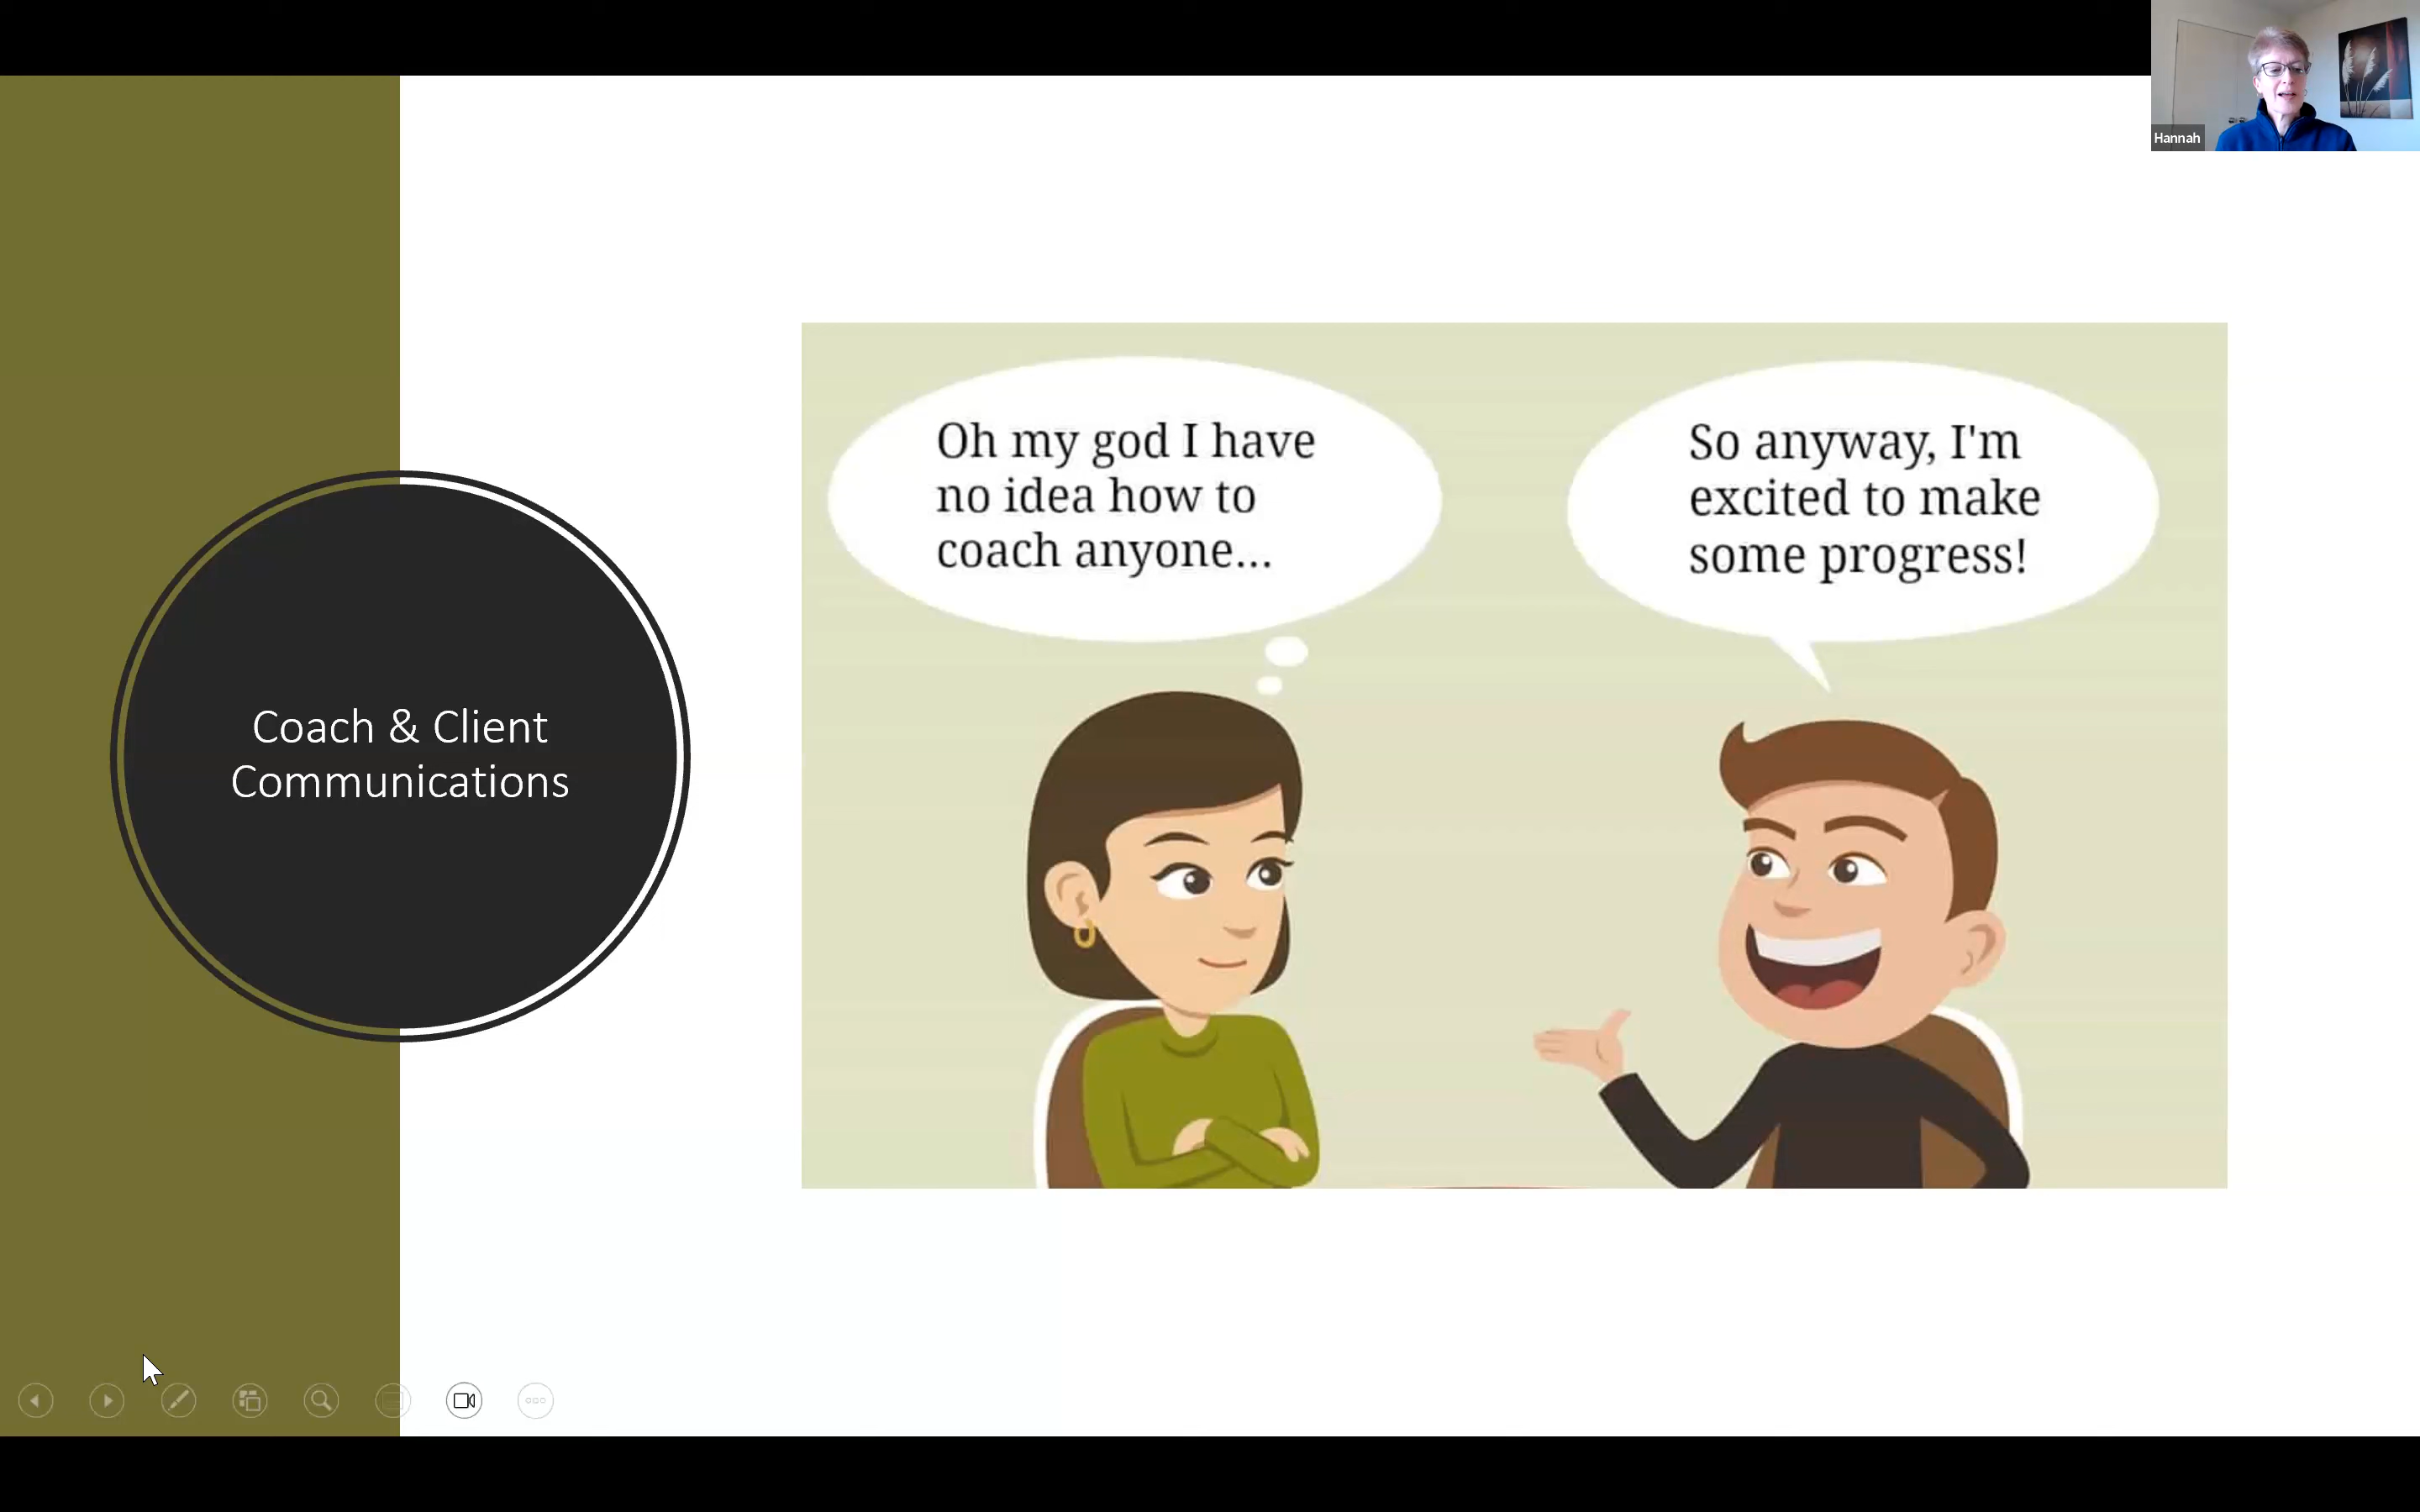 Hannah
Coach & Client
Communications
Oh my god I have
no idea how to
coach anyone...
So anyway, I'm
excited to make
some progress!